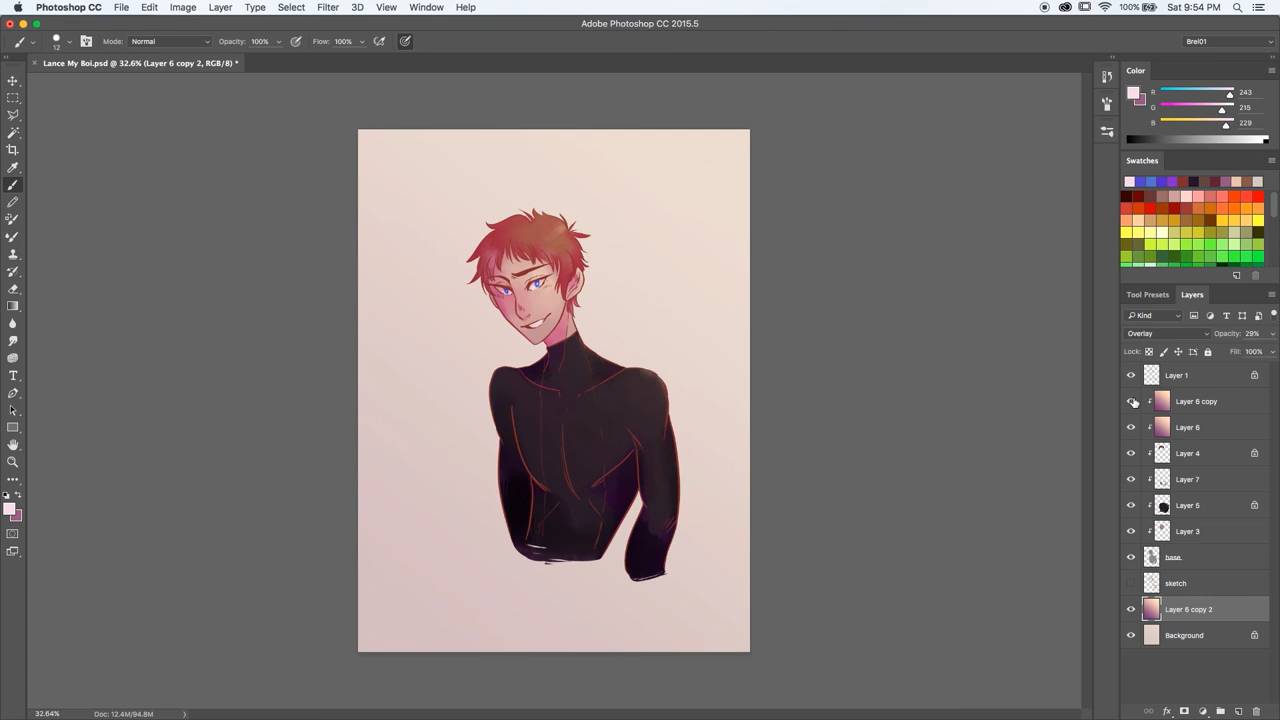 Photoshop CC File Edit Image Layer Type Select Filter 3D View Window Help 100% Sat 9:54 PM
Adobe Photoshop CC 2015.5
12 Mode: Normal Opacity: 100% Flow: 100% Brei01
× Lance My Boi.psd @ 32.6% (Layer 6 copy 2, RGB/8) *
Color
R 243
G 215
B 229
Swatches
Tool Presets Layers
Kind
Overlay Opacity: 29%
Lock: Fill: 100%
Layer 1
Layer 6 copy
Layer 6
Layer 4
Layer 7
Layer 5
Layer 3
base
sketch
Layer 6 copy 2
Background
32.64% Doc: 12.4M/94.8M